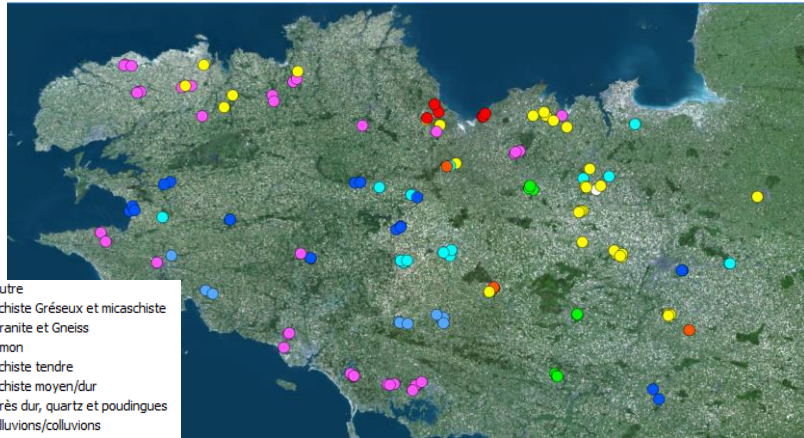 utre
chiste Gréseux et micaschiste
ranite et Gneiss
mon
chiste tendre
chiste moyen/dur
rès dur, quartz et poudingues
lluvions/colluvions